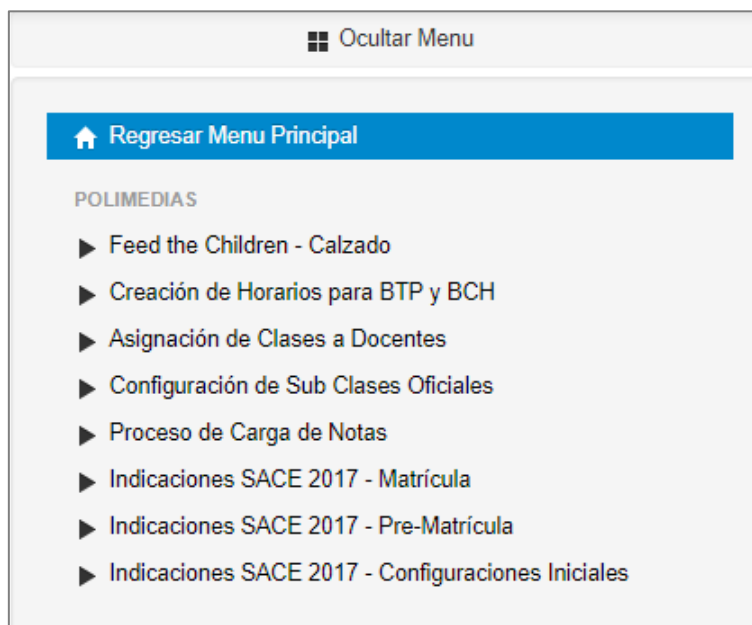 Ocultar Menu
Regresar Menu Principal
POLIMEDIAS
Feed the Children - Calzado
Creación de Horarios para BTP y BCH
Asignación de Clases a Docentes
Configuración de Sub Clases Oficiales
Proceso de Carga de Notas
Indicaciones SACE 2017 - Matrícula
Indicaciones SACE 2017 - Pre-Matrícula
Indicaciones SACE 2017 - Configuraciones Iniciales